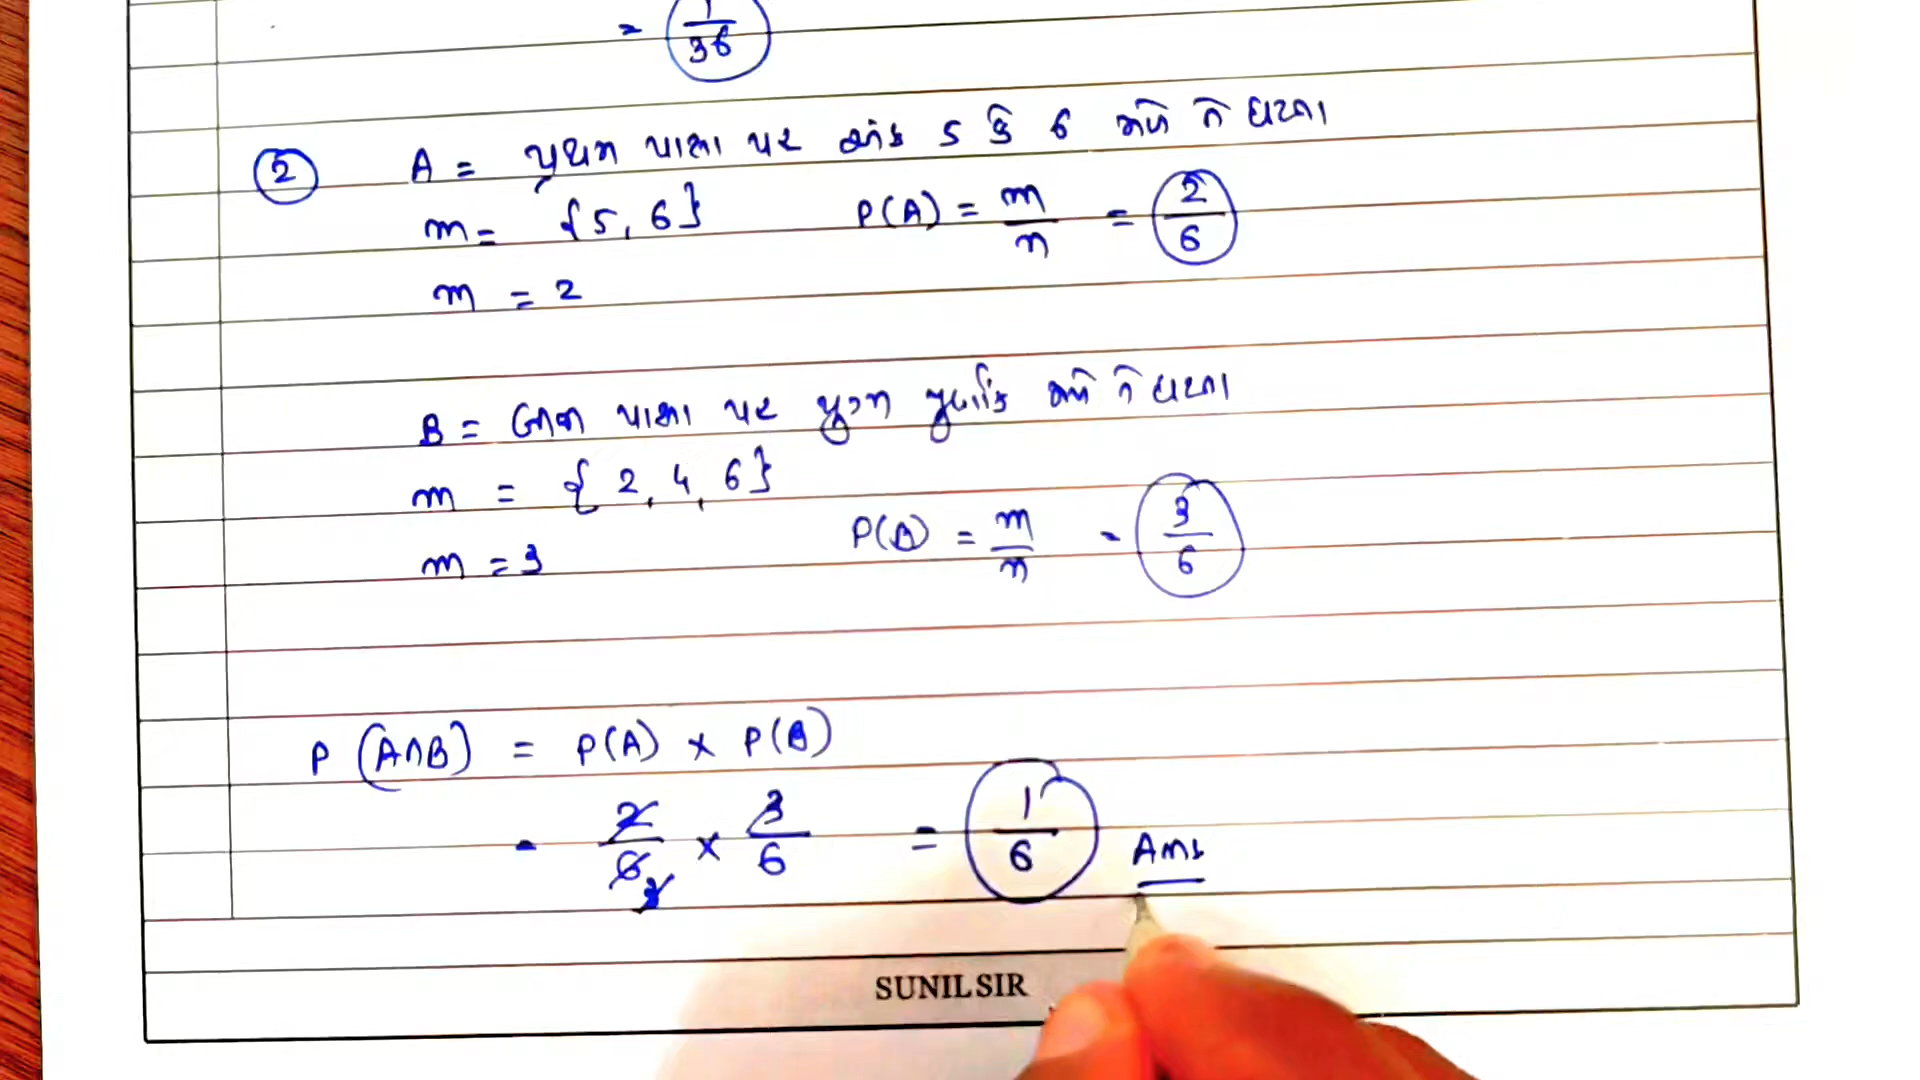 = 1/36
② A = પ્રથમ પાસા પર અંક 5 કે 6 મળે તે ઘટના
m = {5, 6} P(A) = m/n = 2/6
m = 2
B = બીજા પાસા પર યુગ્મ પૂર્ણાંક મળે તે ઘટના
m = {2, 4, 6}
m = 3 P(B) = m/n = 3/6
P (A∩B) = P(A) × P(B)
= 2/6 × 3/6 = 1/6 Ans
SUNIL SIR